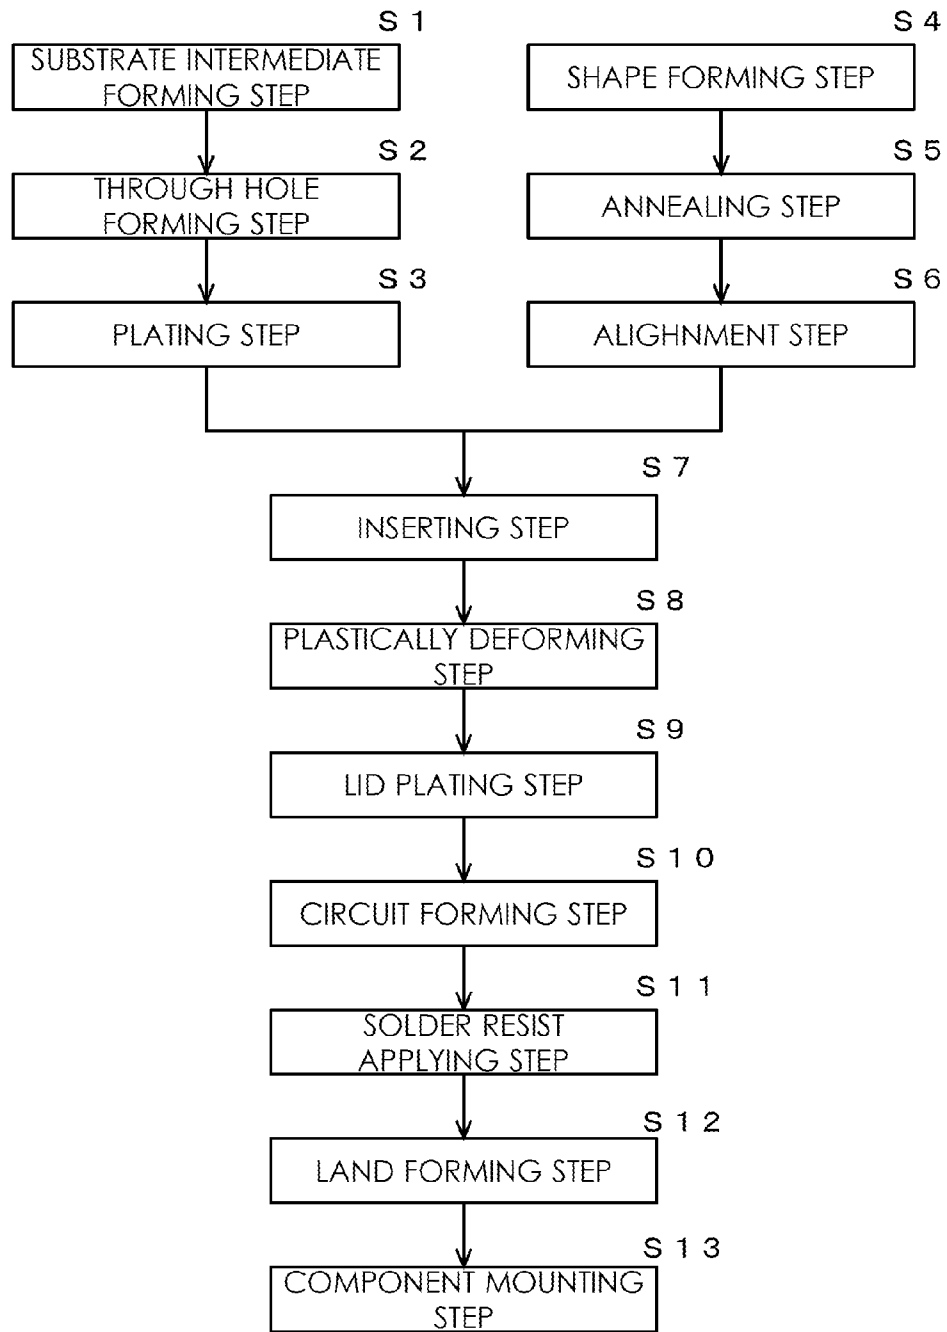 S 1
SUBSTRATE INTERMEDIATE
FORMING STEP
S 2
THROUGH HOLE
FORMING STEP
S 3
PLATING STEP
S 4
SHAPE FORMING STEP
S 5
ANNEALING STEP
S 6
ALIGHNMENT STEP
S 7
INSERTING STEP
S 8
PLASTICALLY DEFORMING
STEP
S 9
LID PLATING STEP
S 1 0
CIRCUIT FORMING STEP
S 1 1
SOLDER RESIST
APPLYING STEP
S 1 2
LAND FORMING STEP
S 1 3
COMPONENT MOUNTING
STEP